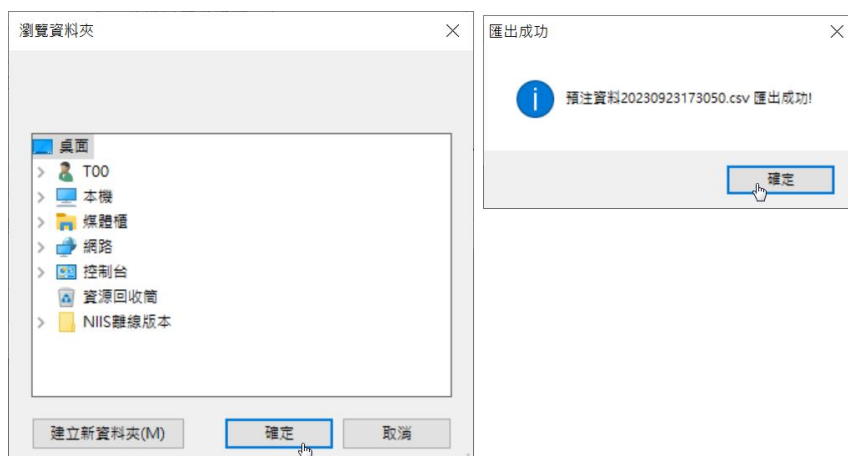 瀏覽資料夾
桌面
T00
本機
媒體櫃
網路
控制台
資源回收筒
NIIS離線版本
建立新資料夾(M)
確定
取消
匯出成功
預注資料20230923173050.csv 匯出成功!
確定